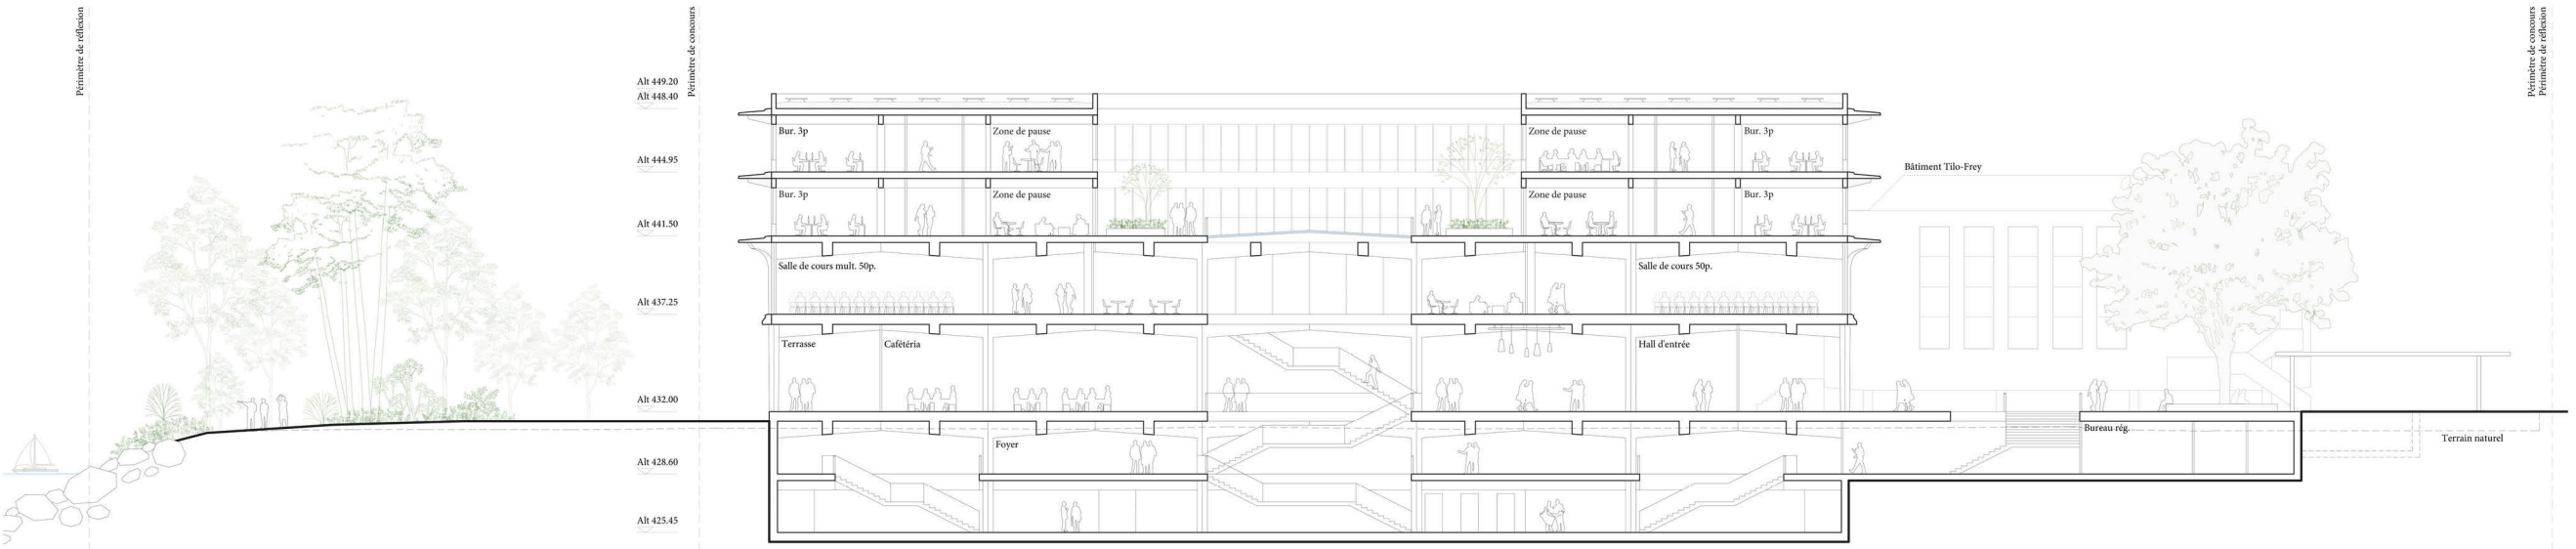 Périmètre de réflexion
Périmètre de concours
Périmètre de concours
Périmètre de réflexion
Alt 449.20
Alt 448.40
Bur. 3p
Zone de pause
Zone de pause
Bur. 3p
Alt 444.95
Bâtiment Tilo-Frey
Bur. 3p
Zone de pause
Zone de pause
Bur. 3p
Alt 441.50
Salle de cours mult. 50p.
Salle de cours 50p.
Alt 437.25
Terrasse
Cafétéria
Hall d'entrée
Alt 432.00
Bureau rég.
Foyer
Terrain naturel
Alt 428.60
Alt 425.45